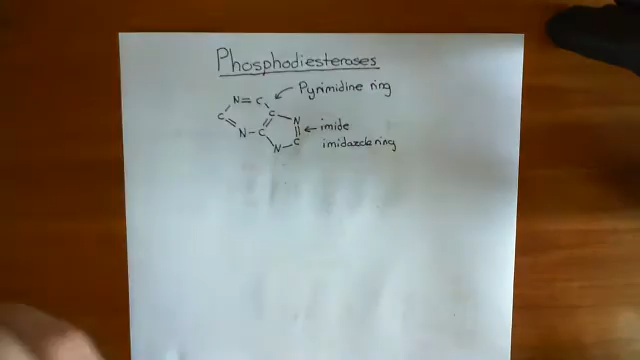 Phosphodiesterases
Pyrimidine ring
N=C
C
C
N
N-C
imide
N-C
imidazole ring